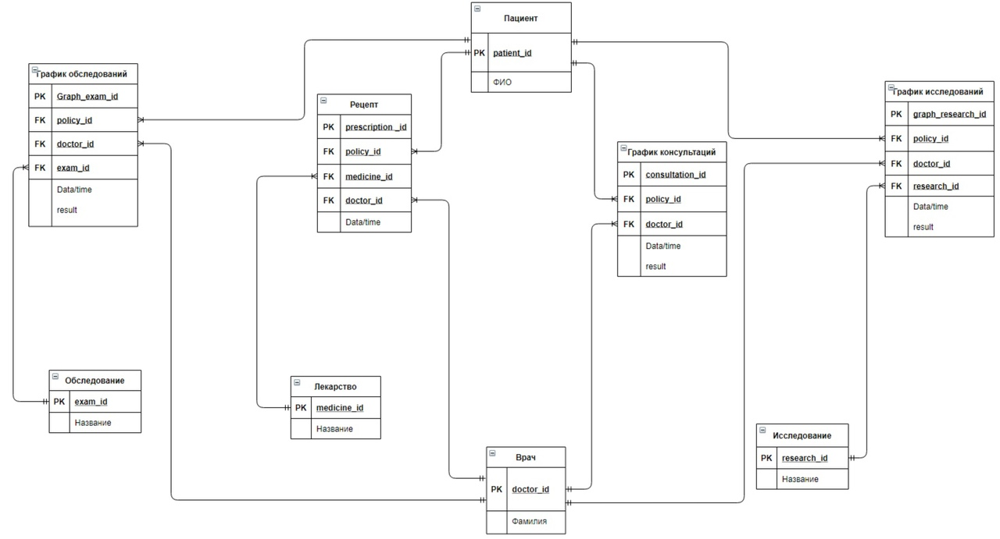 Пациент
PK patient_id
ФИО
График обследований
PK Graph_exam_id
FK policy_id
FK doctor_id
FK exam_id
Data/time
result
Рецепт
PK prescription _id
FK policy_id
FK medicine_id
FK doctor_id
Data/time
График консультаций
PK consultation_id
FK policy_id
FK doctor_id
Data/time
result
График исследований
PK graph_research_id
FK policy_id
FK doctor_id
FK research_id
Data/time
result
Обследование
PK exam_id
Название
Лекарство
PK medicine_id
Название
Врач
PK doctor_id
Фамилия
Исследование
PK research_id
Название